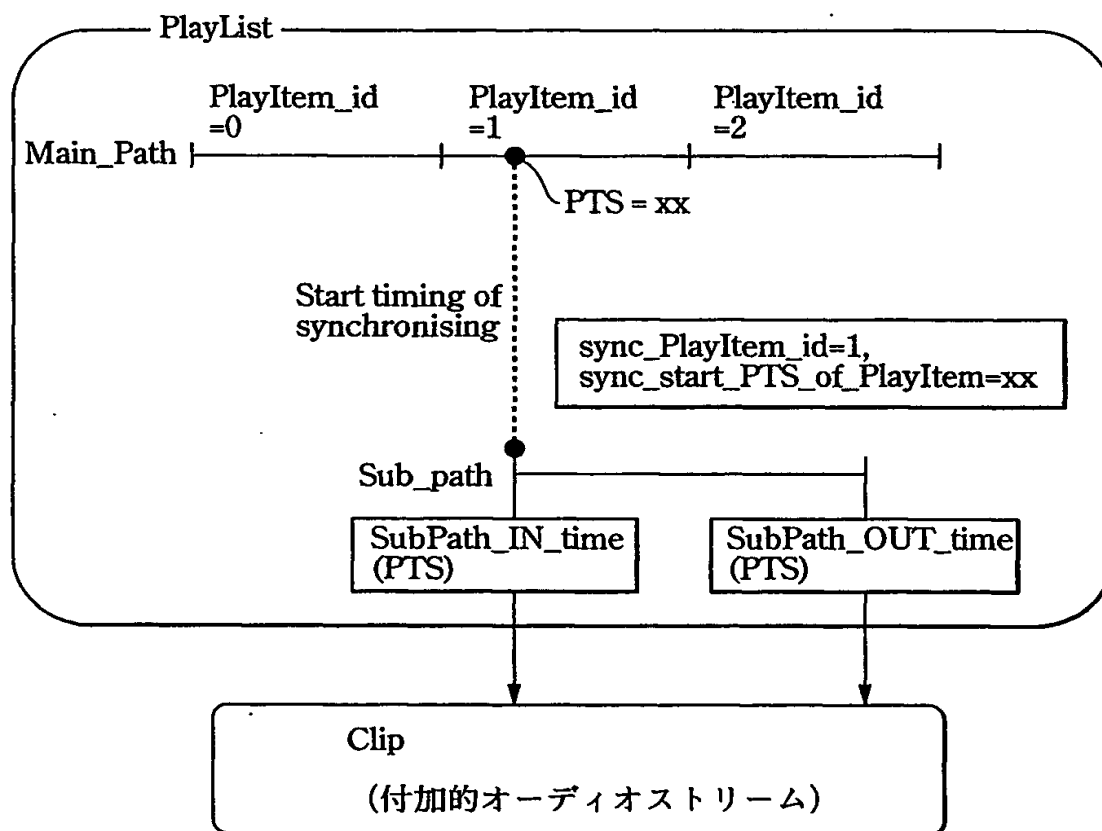 PlayList
PlayItem_id
=0
PlayItem_id
=1
PlayItem_id
=2
Main_Path
PTS = xx
Start timing of
synchronising
sync_PlayItem_id=1,
sync_start_PTS_of_PlayItem=xx
Sub_path
SubPath_IN_time
(PTS)
SubPath_OUT_time
(PTS)
Clip
(付加的オーディオストリーム)